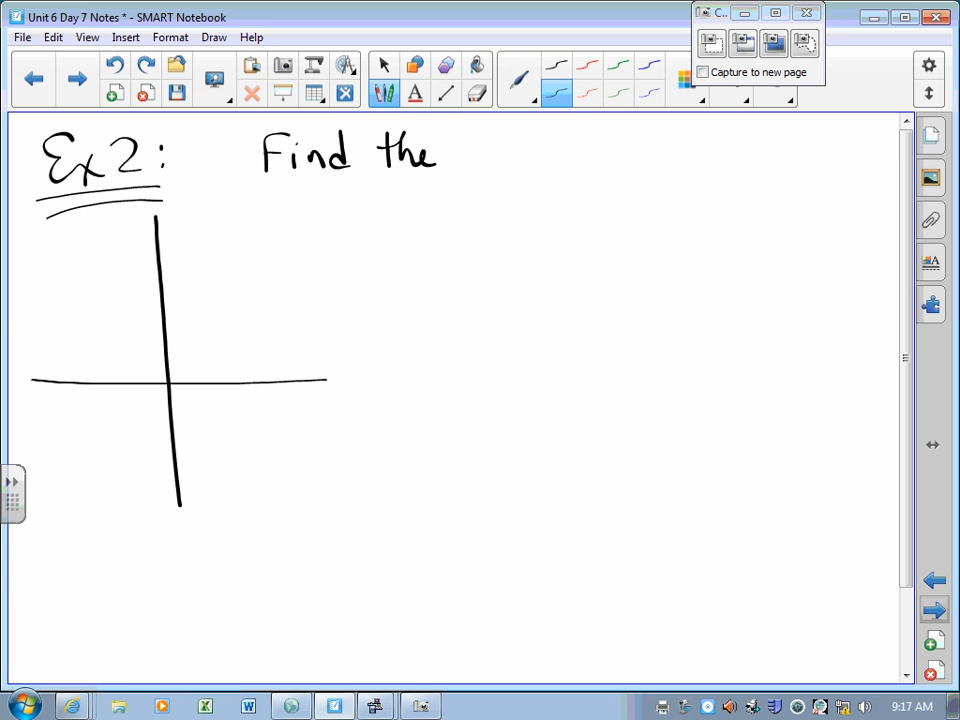 Unit 6 Day 7 Notes * - SMART Notebook
C..
File Edit View Insert Format Draw Help
Capture to new page
Ex 2: Find the
9:17 AM